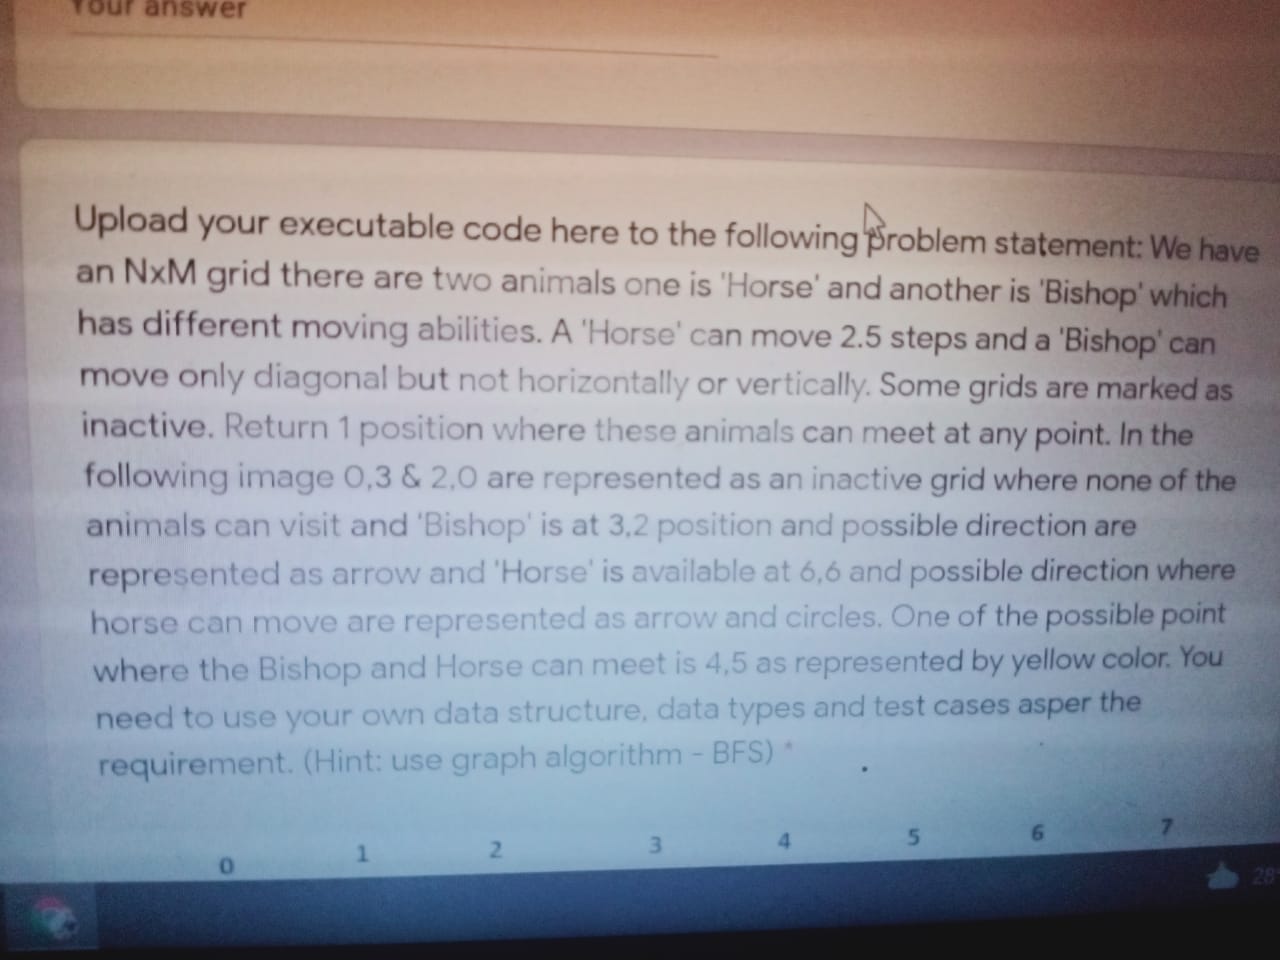 Your answer
Upload your executable code here to the following problem statement: We have
an NxM grid there are two animals one is 'Horse' and another is 'Bishop' which
has different moving abilities. A 'Horse' can move 2.5 steps and a 'Bishop' can
move only diagonal but not horizontally or vertically. Some grids are marked as
inactive. Return 1 position where these animals can meet at any point. In the
following image 0,3 & 2,0 are represented as an inactive grid where none of the
animals can visit and 'Bishop' is at 3,2 position and possible direction are
represented as arrow and 'Horse' is available at 6,6 and possible direction where
horse can move are represented as arrow and circles. One of the possible point
where the Bishop and Horse can meet is 4,5 as represented by yellow color. You
need to use your own data structure, data types and test cases asper the
requirement. (Hint: use graph algorithm - BFS) *
0 1 2 3 4 5 6 7
28